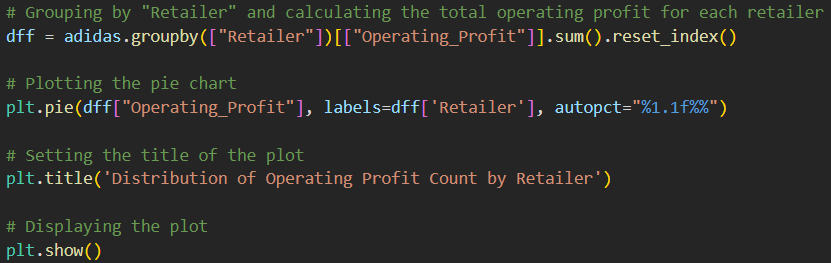 # Grouping by "Retailer" and calculating the total operating profit for each retailer
dff = adidas.groupby(["Retailer"])[["Operating_Profit"]].sum().reset_index()
# Plotting the pie chart
plt.pie(dff["Operating_Profit"], labels=dff['Retailer'], autopct="%1.1f%%")
# Setting the title of the plot
plt.title('Distribution of Operating Profit Count by Retailer')
# Displaying the plot
plt.show()